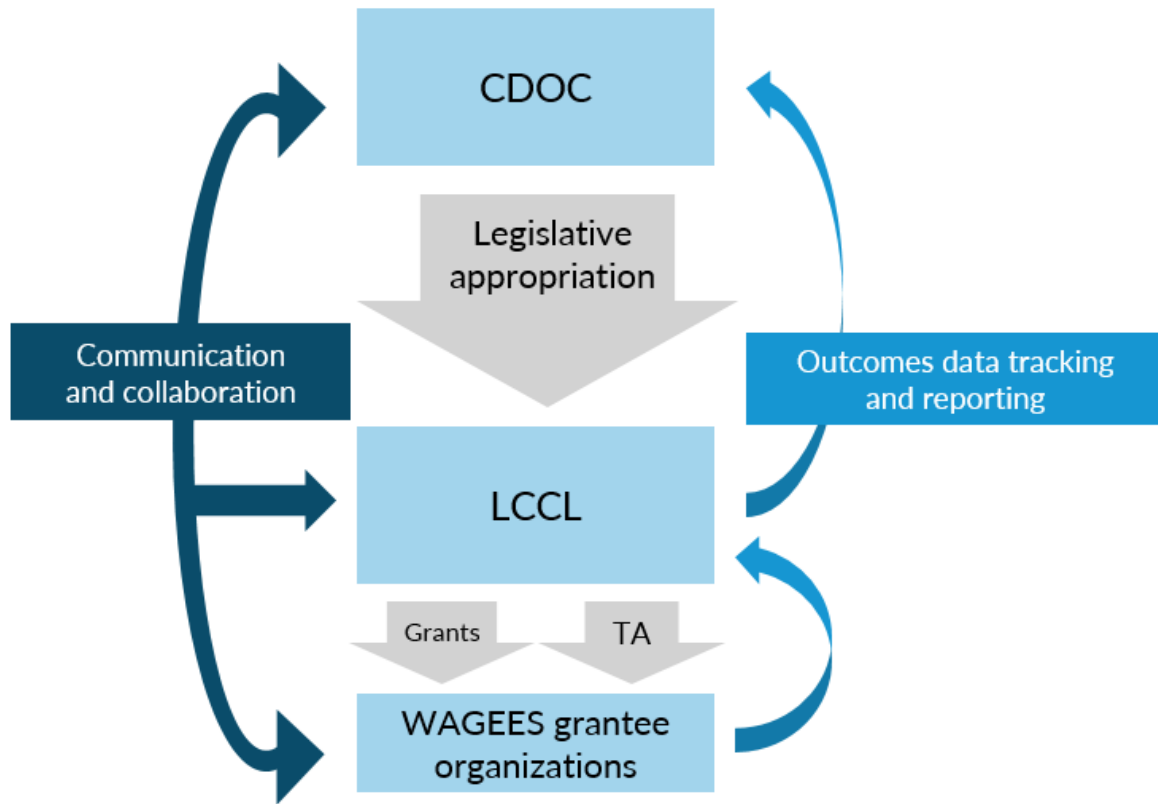 CDOC
Legislative
appropriation
Communication
and collaboration
Outcomes data tracking
and reporting
LCCL
Grants
TA
WAGEES grantee
organizations